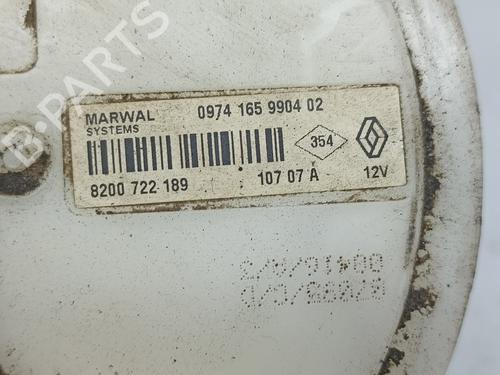 B-PARTS
MARWAL
SYSTEMS
0974 165 9904 02
354
8200 722 189
107 07 A
12V